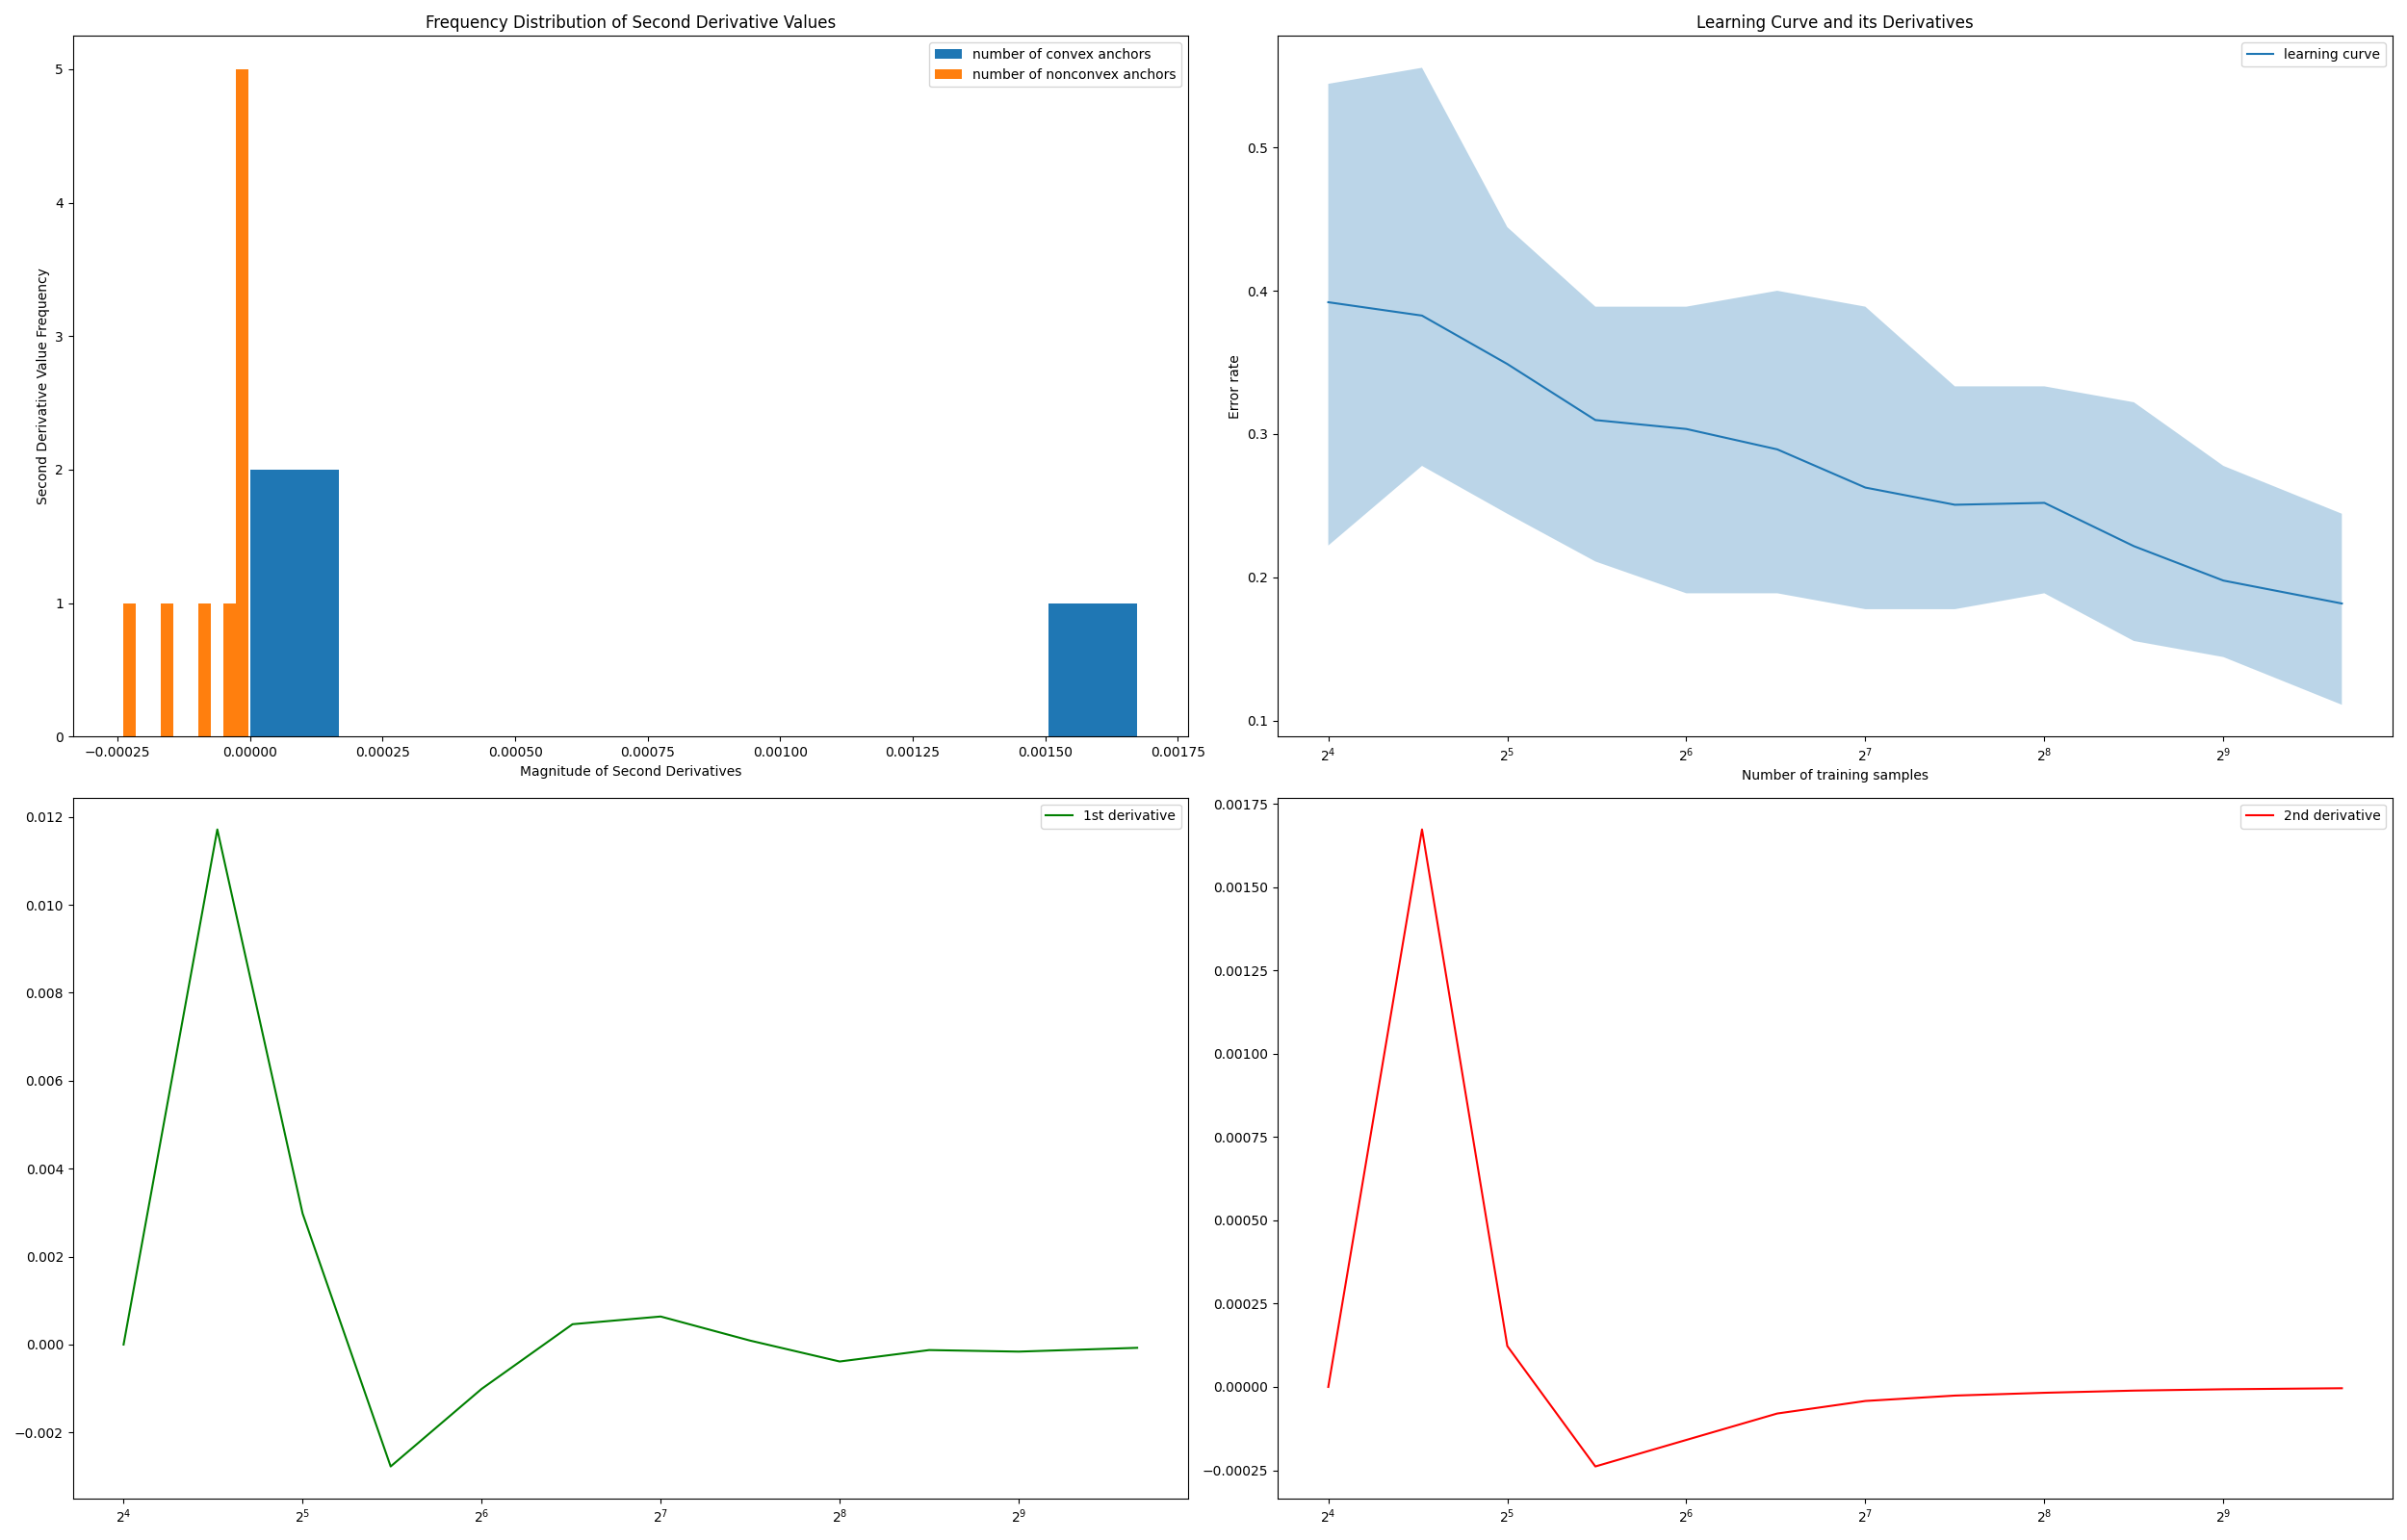 Frequency Distribution of Second Derivative Values
number of convex anchors
number of nonconvex anchors
5
4
3
2
1
0
Second Derivative Value Frequency
−0.00025 0.00000 0.00025 0.00050 0.00075 0.00100 0.00125 0.00150 0.00175
Magnitude of Second Derivatives
Learning Curve and its Derivatives
learning curve
0.5
0.4
0.3
0.2
0.1
Error rate
2⁴ 2⁵ 2⁶ 2⁷ 2⁸ 2⁹
Number of training samples
1st derivative
0.012
0.010
0.008
0.006
0.004
0.002
0.000
−0.002
2⁴ 2⁵ 2⁶ 2⁷ 2⁸ 2⁹
2nd derivative
0.00175
0.00150
0.00125
0.00100
0.00075
0.00050
0.00025
0.00000
−0.00025
2⁴ 2⁵ 2⁶ 2⁷ 2⁸ 2⁹